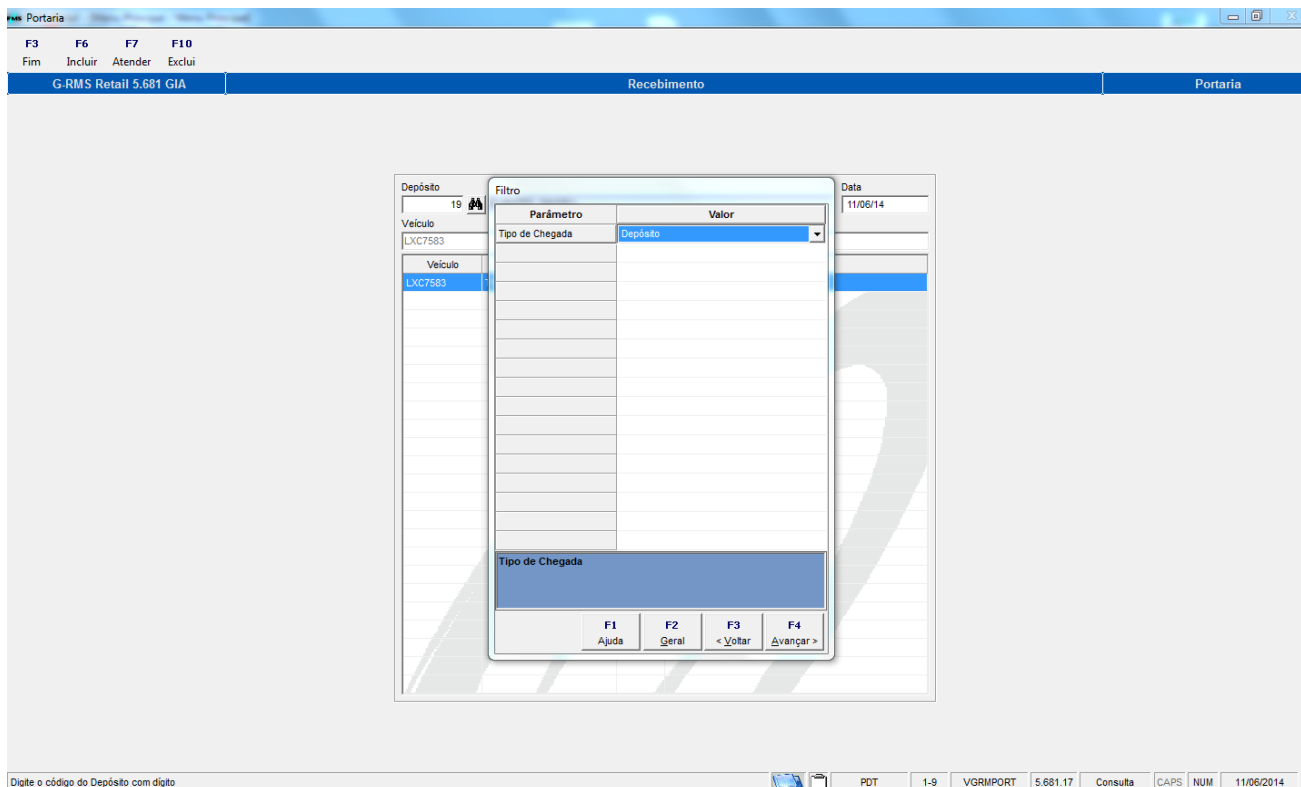 RMS Portaria
F3 F6 F7 F10
Fim Incluir Atender Exclui
G-RMS Retail 5.681 GIA Recebimento Portaria
Depósito Filtro Data
19 11/06/14
Parâmetro Valor
Veículo
Tipo de Chegada Depósito
LXC7583
Veículo
LXC7583
Tipo de Chegada
F1 F2 F3 F4
Ajuda Geral < Voltar Avançar >
Digite o código do Depósito com dígito PDT 1-9 VGRMPORT 5.681.17 Consulta CAPS NUM 11/06/2014